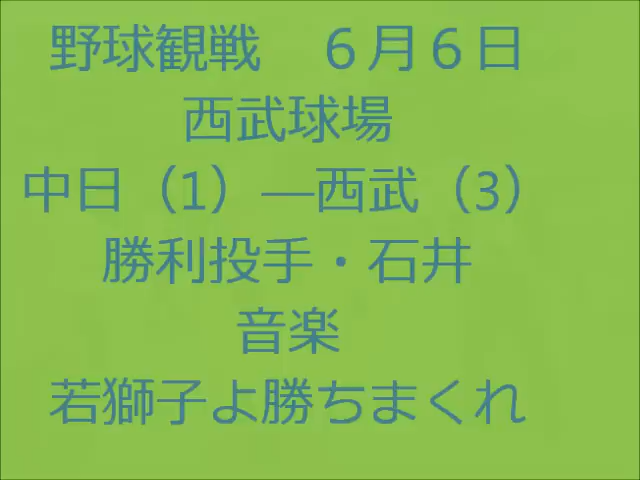 野球観戦　６月６日
西武球場
中日（1）―西武（3）
勝利投手・石井
音楽
若獅子よ勝ちまくれ